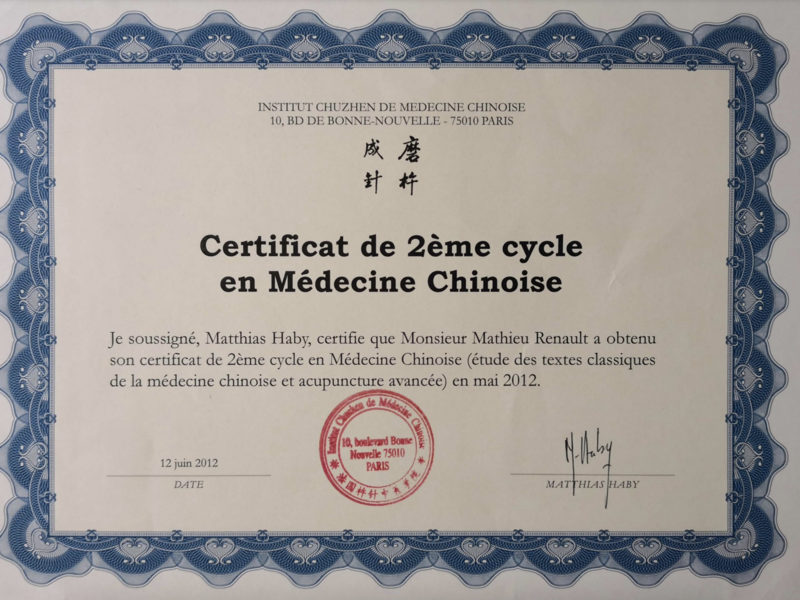 INSTITUT CHUZHEN DE MEDECINE CHINOISE
10, BD DE BONNE-NOUVELLE - 75010 PARIS
成 磨
針 杵
Certificat de 2ème cycle
en Médecine Chinoise
Je soussigné, Matthias Haby, certifie que Monsieur Mathieu Renault a obtenu
son certificat de 2ème cycle en Médecine Chinoise (étude des textes classiques
de la médecine chinoise et acupuncture avancée) en mai 2012.
Institut Chuzhen de Médecine Chinoise
10, boulevard Bonne
Nouvelle 75010
PARIS
12 juin 2012
DATE
M. Haby
MATTHIAS HABY